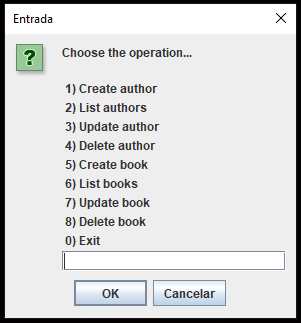 Entrada
?
Choose the operation...
1) Create author
2) List authors
3) Update author
4) Delete author
5) Create book
6) List books
7) Update book
8) Delete book
0) Exit
OK
Cancelar